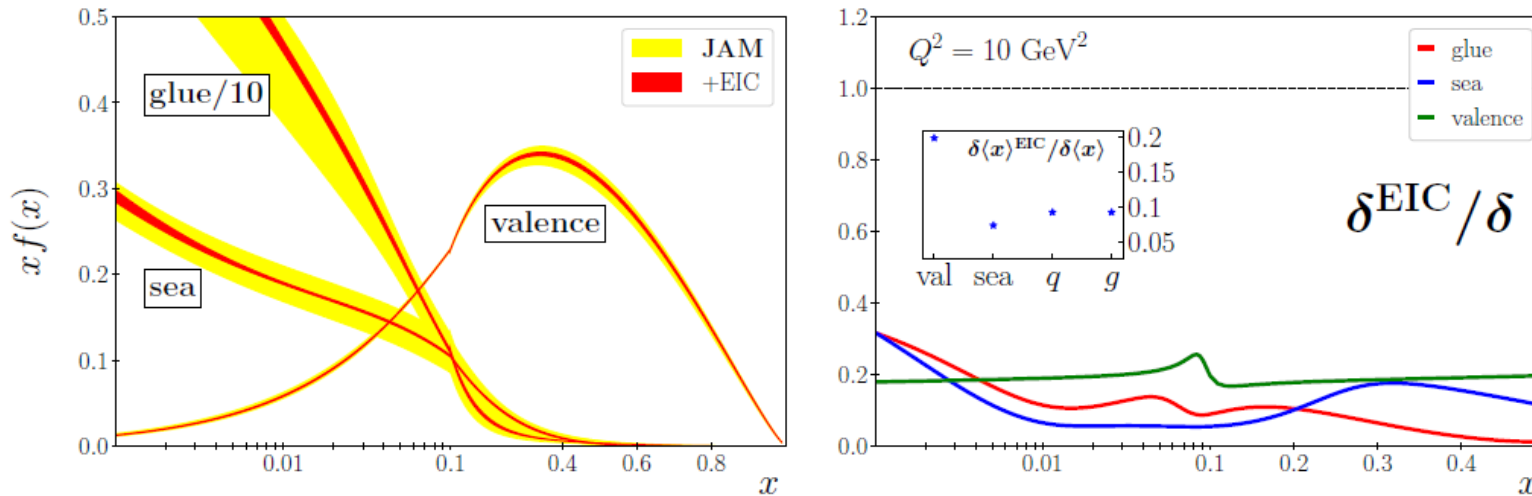 0.5
0.4
0.3
0.2
0.1
0.0
xf(x)
glue/10
sea
valence
JAM
+EIC
0.01
0.1
0.4
0.6
0.8
x
1.2
1.0
0.8
0.6
0.4
0.2
0.0
Q² = 10 GeV²
glue
sea
valence
δ⟨x⟩^EIC/δ⟨x⟩
0.2
0.15
0.1
0.05
val sea q g
δ^EIC/δ
0.01
0.1
0.2
0.3
0.4
x